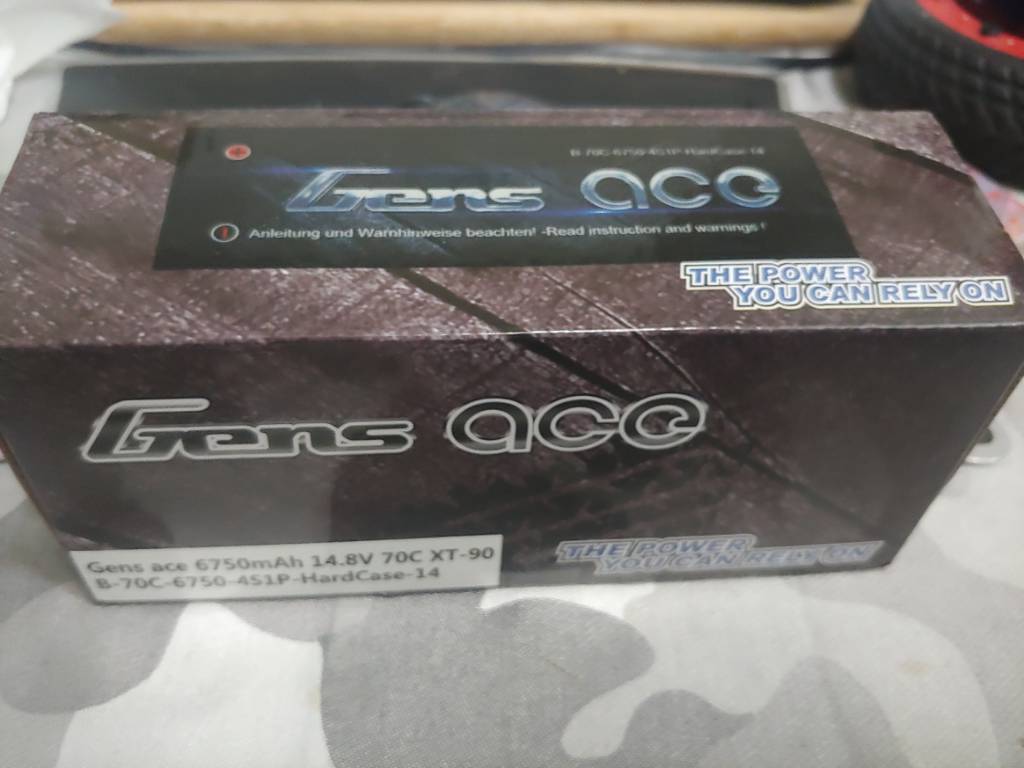 B-70C-6750-4S1P-HardCase-14
Gens ace
Anleitung und Warnhinweise beachten! -Read instruction and warnings !
THE POWER
YOU CAN RELY ON
Gens ace
Gens ace 6750mAh 14.8V 70C XT-90
B-70C-6750-4S1P-HardCase-14
THE POWER
YOU CAN RELY ON